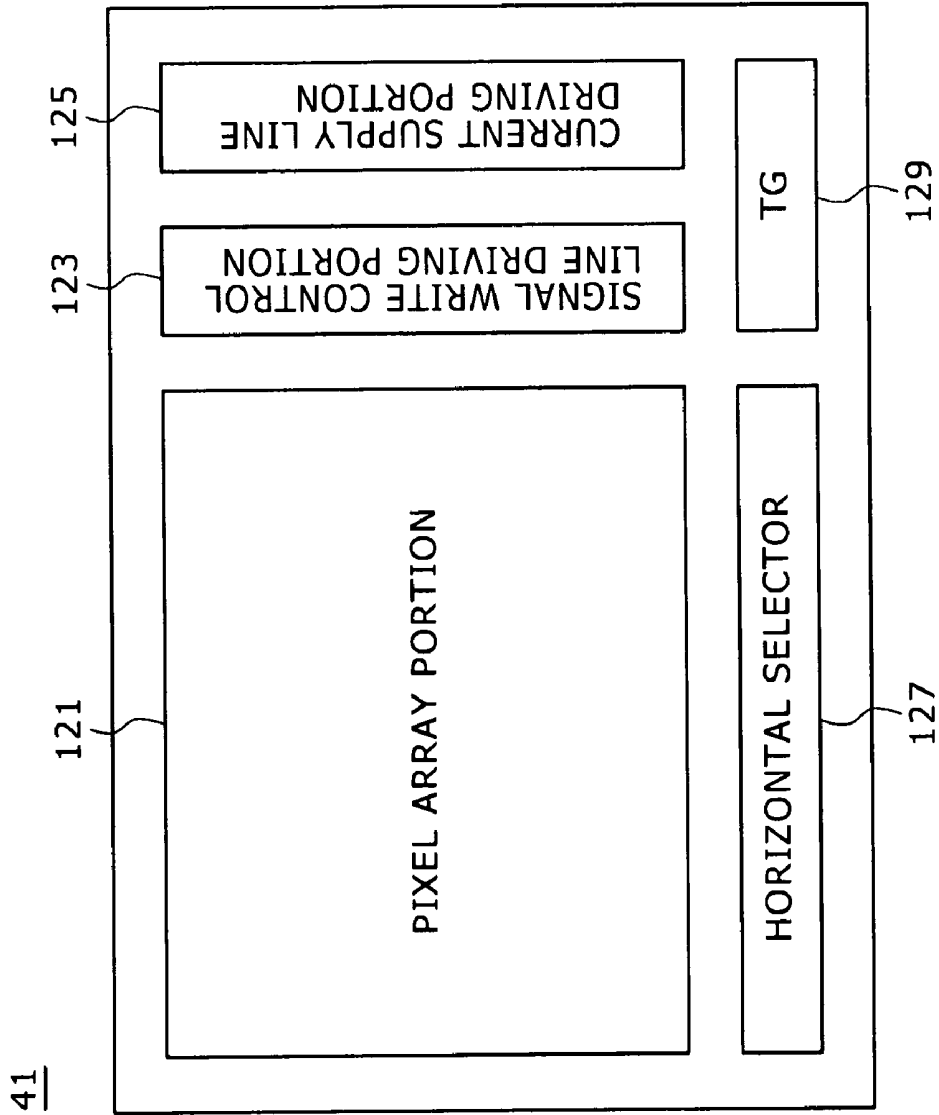 41
121
123
125
PIXEL ARRAY PORTION
SIGNAL WRITE CONTROL
LINE DRIVING PORTION
CURRENT SUPPLY LINE
DRIVING PORTION
HORIZONTAL SELECTOR
TG
127
129